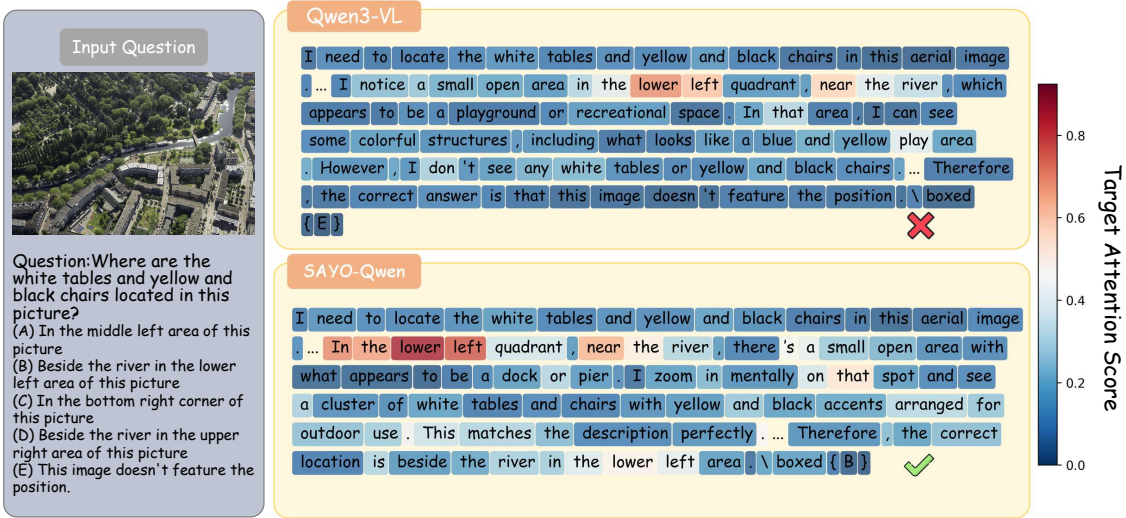 Input Question
Question:Where are the
white tables and yellow and
black chairs located in this
picture?
(A) In the middle left area of this
picture
(B) Beside the river in the lower
left area of this picture
(C) In the bottom right corner of
this picture
(D) Beside the river in the upper
right area of this picture
(E) This image doesn't feature the
position.
Qwen3-VL
I need to locate the white tables and yellow and black chairs in this aerial image
. ... I notice a small open area in the lower left quadrant , near the river , which
appears to be a playground or recreational space . In that area , I can see
some colorful structures , including what looks like a blue and yellow play area
. However , I don 't see any white tables or yellow and black chairs . ... Therefore
, the correct answer is that this image doesn 't feature the position . \ boxed
{ E }
SAYO-Qwen
I need to locate the white tables and yellow and black chairs in this aerial image
. ... In the lower left quadrant , near the river , there 's a small open area with
what appears to be a dock or pier . I zoom in mentally on that spot and see
a cluster of white tables and chairs with yellow and black accents arranged for
outdoor use . This matches the description perfectly . ... Therefore , the correct
location is beside the river in the lower left area . \ boxed { B }
0.8
0.6
0.4
0.2
0.0
Target Attention Score